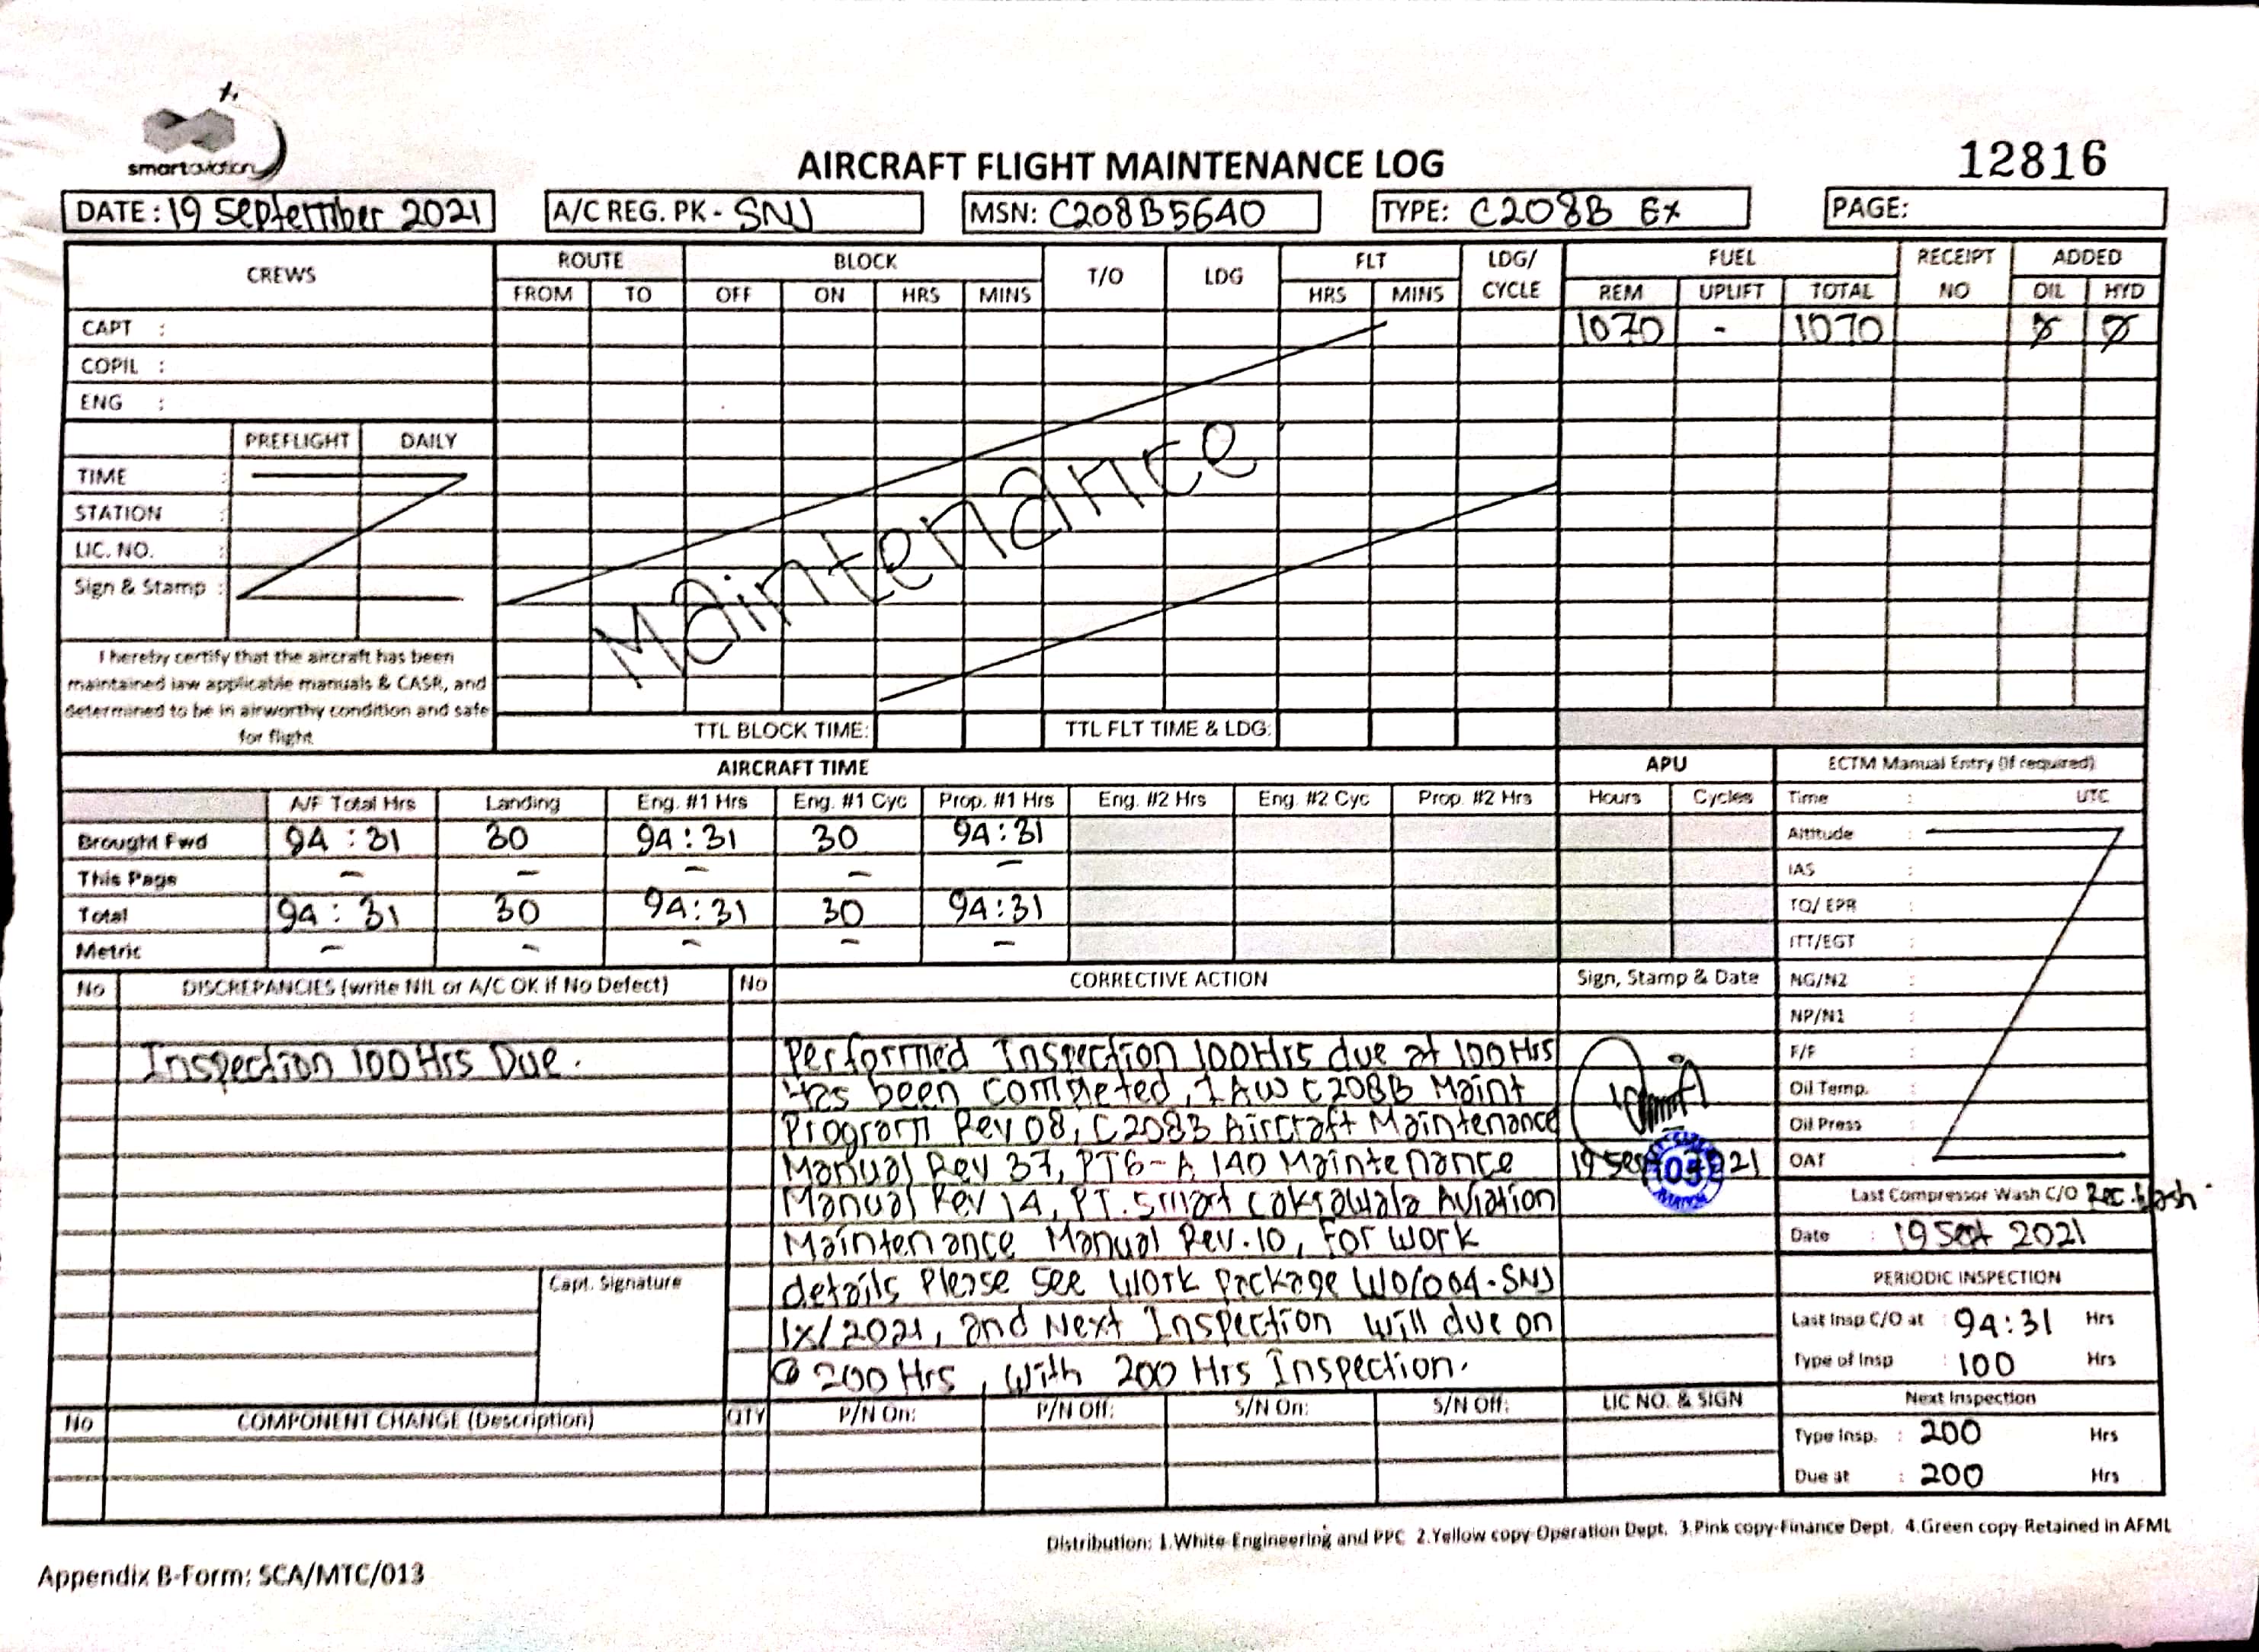 smart aviation
AIRCRAFT FLIGHT MAINTENANCE LOG
12816
DATE: 19 September 2021 A/C REG. PK - SNJ MSN: C208B5640 TYPE: C208B EX PAGE:
CREWS ROUTE BLOCK T/O LDG FLT LDG/ CYCLE FUEL RECEIPT NO ADDED
FROM TO OFF ON HRS MINS HRS MINS REM UPLIFT TOTAL OIL HYD
CAPT : 1070 - 1070 Ø Ø
COPIL :
ENG :
PREFLIGHT DAILY
TIME :
STATION :
LIC. NO. :
Sign & Stamp :
Maintenance
I hereby certify that the aircraft has been
maintained iaw applicable manuals & CASR, and
determined to be in airworthy condition and safe
for flight
TTL BLOCK TIME: TTL FLT TIME & LDG:
AIRCRAFT TIME APU ECTM Manual Entry (if required)
A/F Total Hrs Landing Eng. #1 Hrs Eng. #1 Cyc Prop. #1 Hrs Eng. #2 Hrs Eng. #2 Cyc Prop. #2 Hrs Hours Cycles Time : UTC
Brought Fwd 94 : 31 30 94 : 31 30 94 : 31 Altitude :
This Page - - - - - IAS :
Total 94 : 31 30 94 : 31 30 94 : 31 TQ/ EPR :
Metric - - - - - ITT/EGT :
No DISCREPANCIES (write NIL or A/C OK if No Defect) No CORRECTIVE ACTION Sign, Stamp & Date NG/N2 :
NP/N1 :
Inspection 100 Hrs Due. Performed Inspection 100Hrs due at 100 Hrs F/F :
Has been completed, IAW C208B Maint Oil Temp. :
Program Rev 08, C208B Aircraft Maintenance Oil Press :
Manual Rev 37, PT6-A 140 Maintenance 19 Sept 2021 05 OAT :
Manual Rev 14, PT. Smart Cakrawala Aviation Last Compressor Wash C/O Rec. Wash
Maintenance Manual Rev.10, For work Date : 19 Sept 2021
Capt. Signature details Please see Work Package WO/004-SNJ PERIODIC INSPECTION
IX/2021, and Next Inspection will due on Last Insp C/O at : 94:31 Hrs
@ 200 Hrs, with 200 Hrs Inspection. Type of Insp : 100 Hrs
No COMPONENT CHANGE (Description) QTY P/N On: P/N Off: S/N On: S/N Off: LIC NO. & SIGN Next Inspection
Type Insp. : 200 Hrs
Due at : 200 Hrs
Distribution: 1.White-Engineering and PPC 2.Yellow copy-Operation Dept. 3.Pink copy-Finance Dept. 4.Green copy-Retained in AFML
Appendix B-Form: SCA/MTC/013